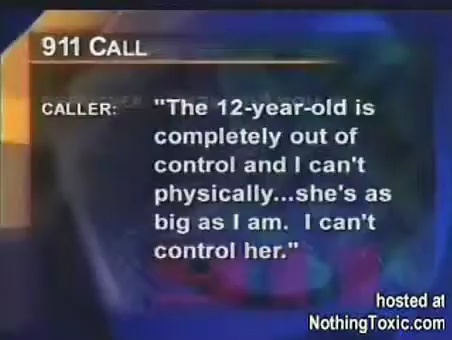 911 CALL
CALLER: "The 12-year-old is
completely out of
control and I can't
physically...she's as
big as I am.  I can't
control her."
hosted at
NothingToxic.com